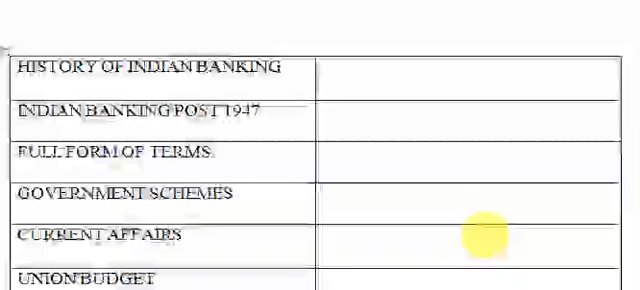 HISTORY OF INDIAN BANKING
INDIAN BANKING POST 1947
FULL FORM OF TERMS.
GOVERNMENT SCHEMES
CURRENT AFFAIRS
UNION BUDGET